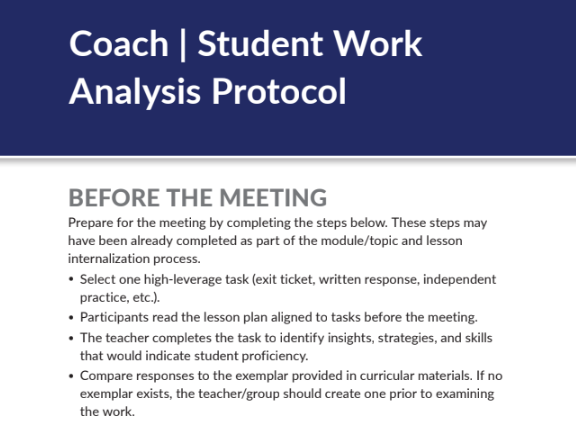 Coach | Student Work
Analysis Protocol
BEFORE THE MEETING
Prepare for the meeting by completing the steps below. These steps may
have been already completed as part of the module/topic and lesson
internalization process.
• Select one high-leverage task (exit ticket, written response, independent
practice, etc.).
• Participants read the lesson plan aligned to tasks before the meeting.
• The teacher completes the task to identify insights, strategies, and skills
that would indicate student proficiency.
• Compare responses to the exemplar provided in curricular materials. If no
exemplar exists, the teacher/group should create one prior to examining
the work.